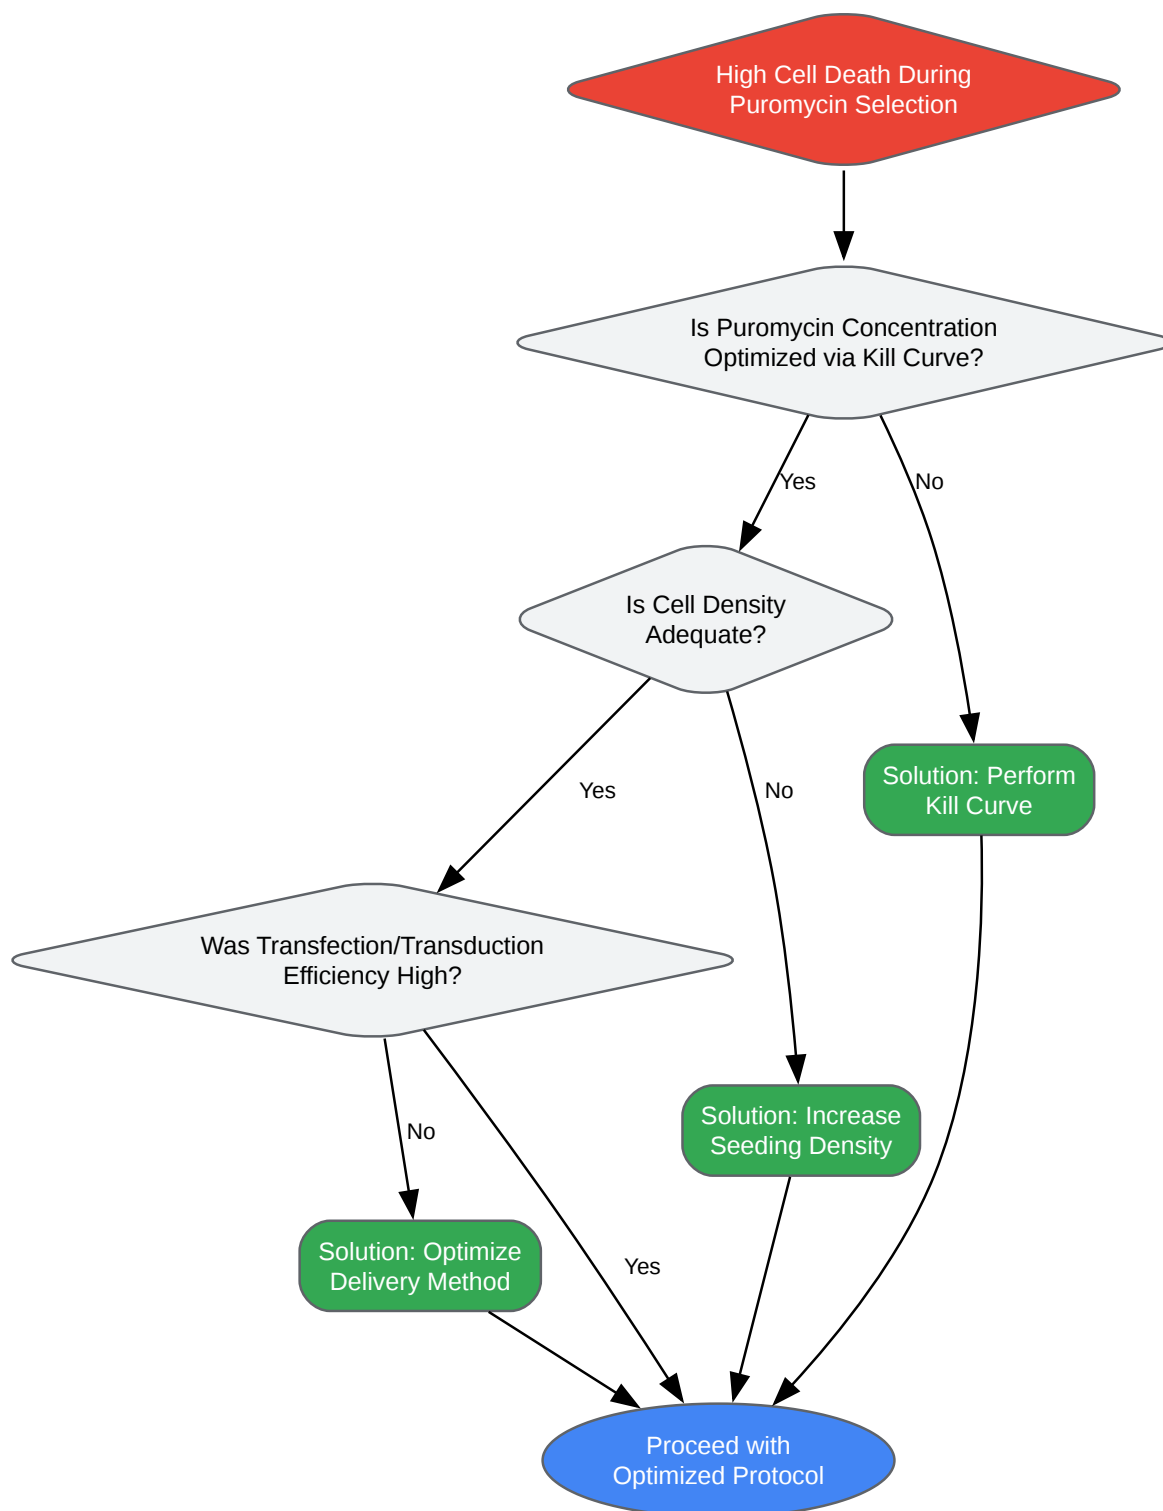 High Cell Death During
Puromycin Selection
Is Puromycin Concentration
Optimized via Kill Curve?
Yes
No
Is Cell Density
Adequate?
Solution: Perform
Kill Curve
Yes
No
Was Transfection/Transduction
Efficiency High?
Solution: Increase
Seeding Density
No
Yes
Solution: Optimize
Delivery Method
Proceed with
Optimized Protocol